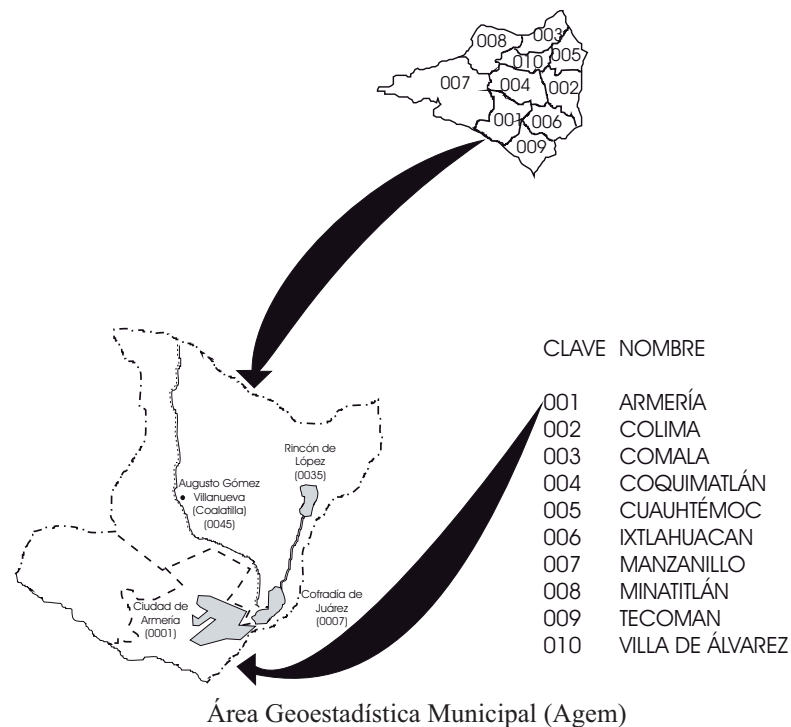 003
008
005
010
007
004
002
001
006
009
CLAVE NOMBRE
001 ARMERÍA
002 COLIMA
003 COMALA
004 COQUIMATLÁN
005 CUAUHTÉMOC
006 IXTLAHUACAN
007 MANZANILLO
008 MINATITLÁN
009 TECOMAN
010 VILLA DE ÁLVAREZ
Rincón de
López
(0035)
Augusto Gómez
Villanueva
(Coalatilla)
(0045)
Ciudad de
Armería
(0001)
Cofradía de
Juárez
(0007)
Área Geoestadística Municipal (Agem)